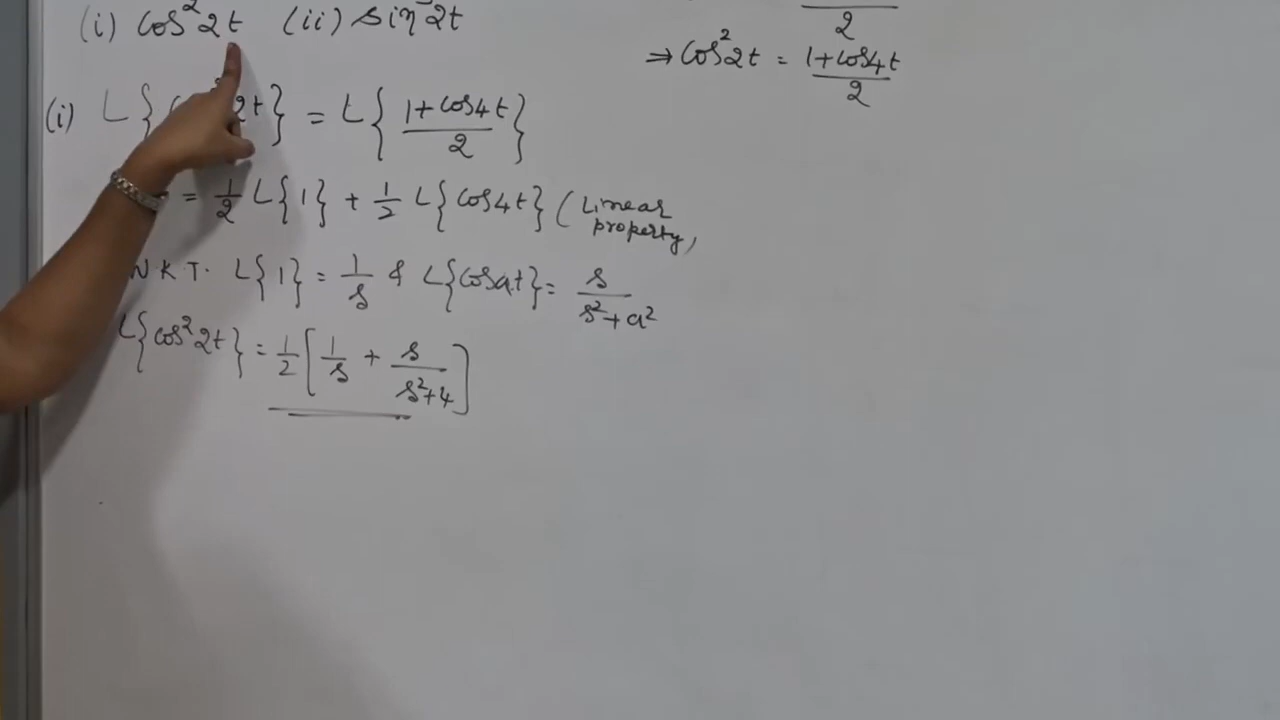 (i) cos²2t (ii) sin²2t
2
⇒ cos²2t = 1+cos4t / 2
(i) L{cos²2t} = L{1+cos4t / 2}
= 1/2 L{1} + 1/2 L{cos4t} (Linear property,
W.K.T. L{1} = 1/s & L{cosat} = s / s²+a²
L{cos²2t} = 1/2 [1/s + s / s²+4]